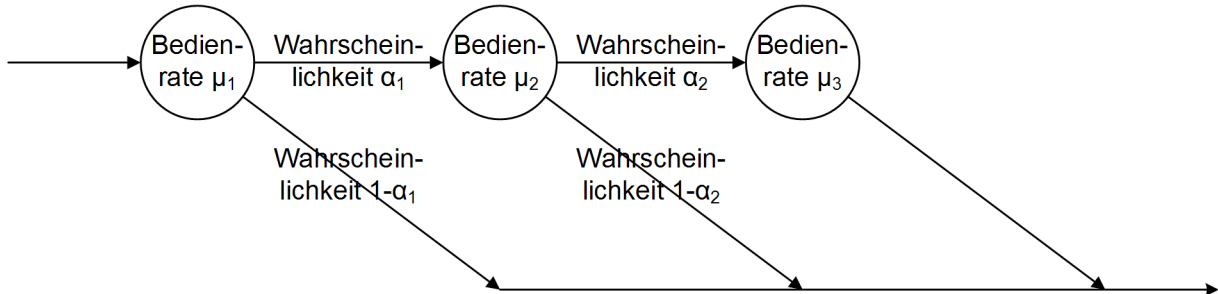 Bedien-
rate μ₁
Wahrschein-
lichkeit α₁
Bedien-
rate μ₂
Wahrschein-
lichkeit α₂
Bedien-
rate μ₃
Wahrschein-
lichkeit 1-α₁
Wahrschein-
lichkeit 1-α₂